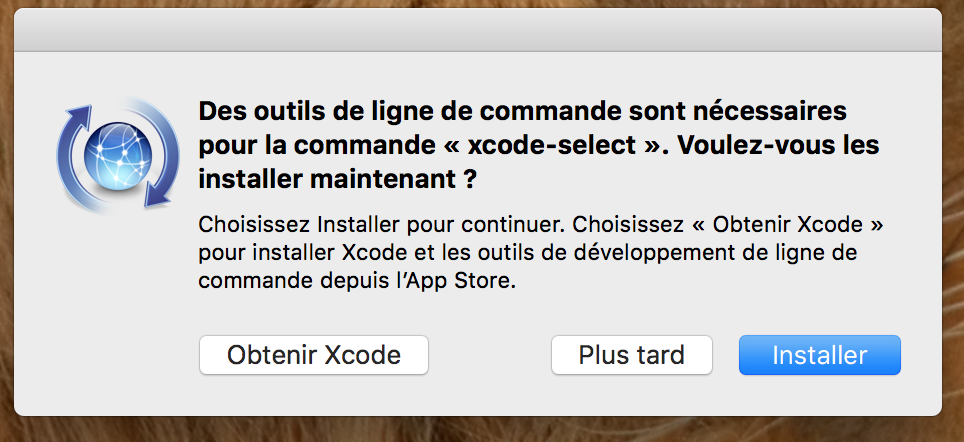 Des outils de ligne de commande sont nécessaires
pour la commande « xcode-select ». Voulez-vous les
installer maintenant ?
Choisissez Installer pour continuer. Choisissez « Obtenir Xcode »
pour installer Xcode et les outils de développement de ligne de
commande depuis l’App Store.
Obtenir Xcode
Plus tard
Installer